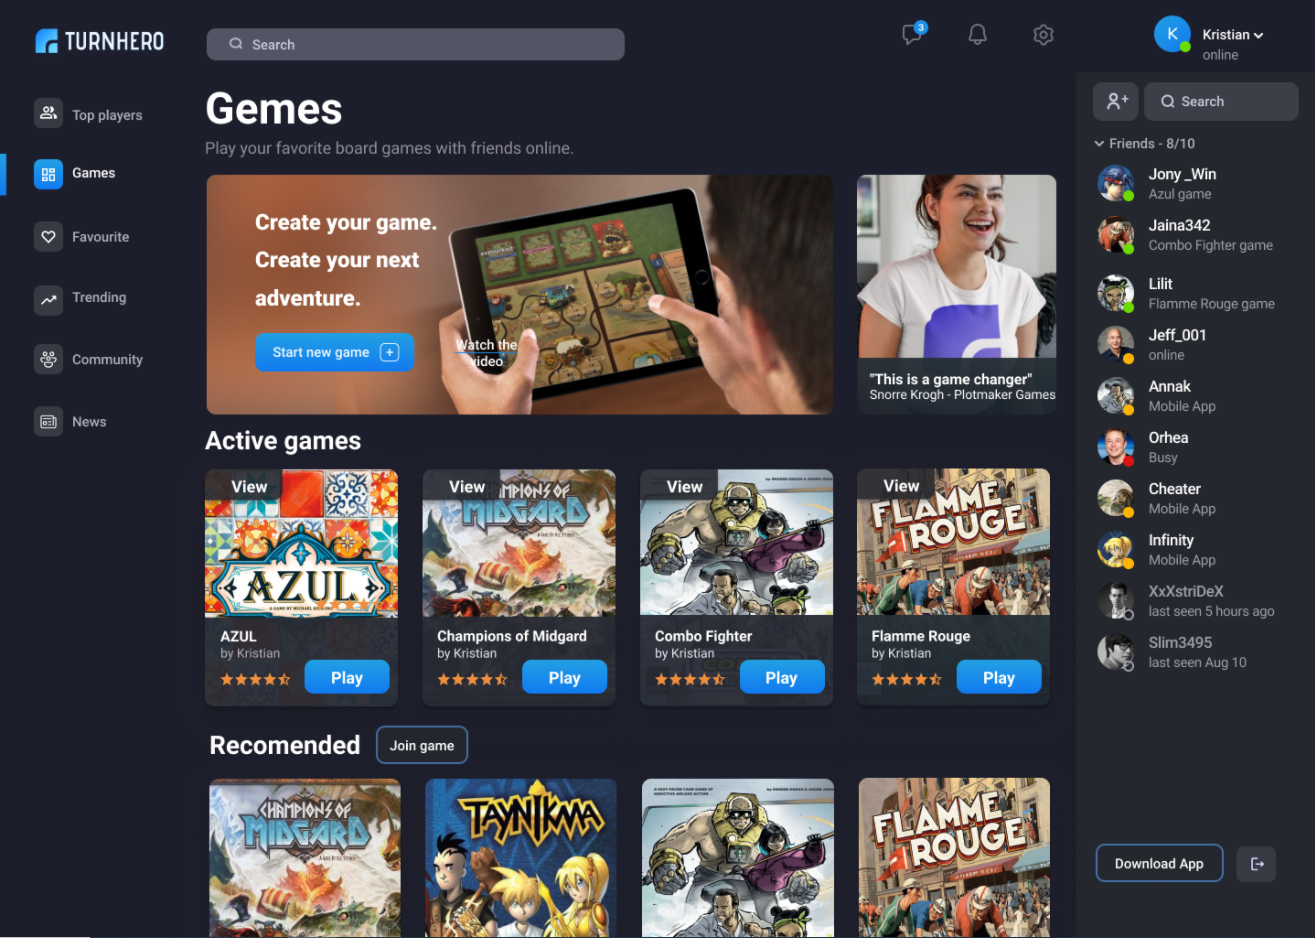 TURNHERO
Search
3
K
Kristian
online
Top players
Games
Favourite
Trending
Community
News
Gemes
Play your favorite board games with friends online.
Create your game.
Create your next
adventure.
Start new game
Watch the
video
"This is a game changer"
Snorre Krogh - Plotmaker Games
Active games
View
AZUL
AZUL
by Kristian
Play
View
CHAMPIONS OF
MIDGARD
Champions of Midgard
by Kristian
Play
View
Combo Fighter
by Kristian
Play
View
FLAMME
ROUGE
Flamme Rouge
by Kristian
Play
Recomended
Join game
CHAMPIONS OF
MIDGARD
TAYNIKMA
FLAMME
ROUGE
Search
Friends - 8/10
Jony _Win
Azul game
Jaina342
Combo Fighter game
Lilit
Flamme Rouge game
Jeff_001
online
Annak
Mobile App
Orhea
Busy
Cheater
Mobile App
Infinity
Mobile App
XxXstriDeX
last seen 5 hours ago
Slim3495
last seen Aug 10
Download App